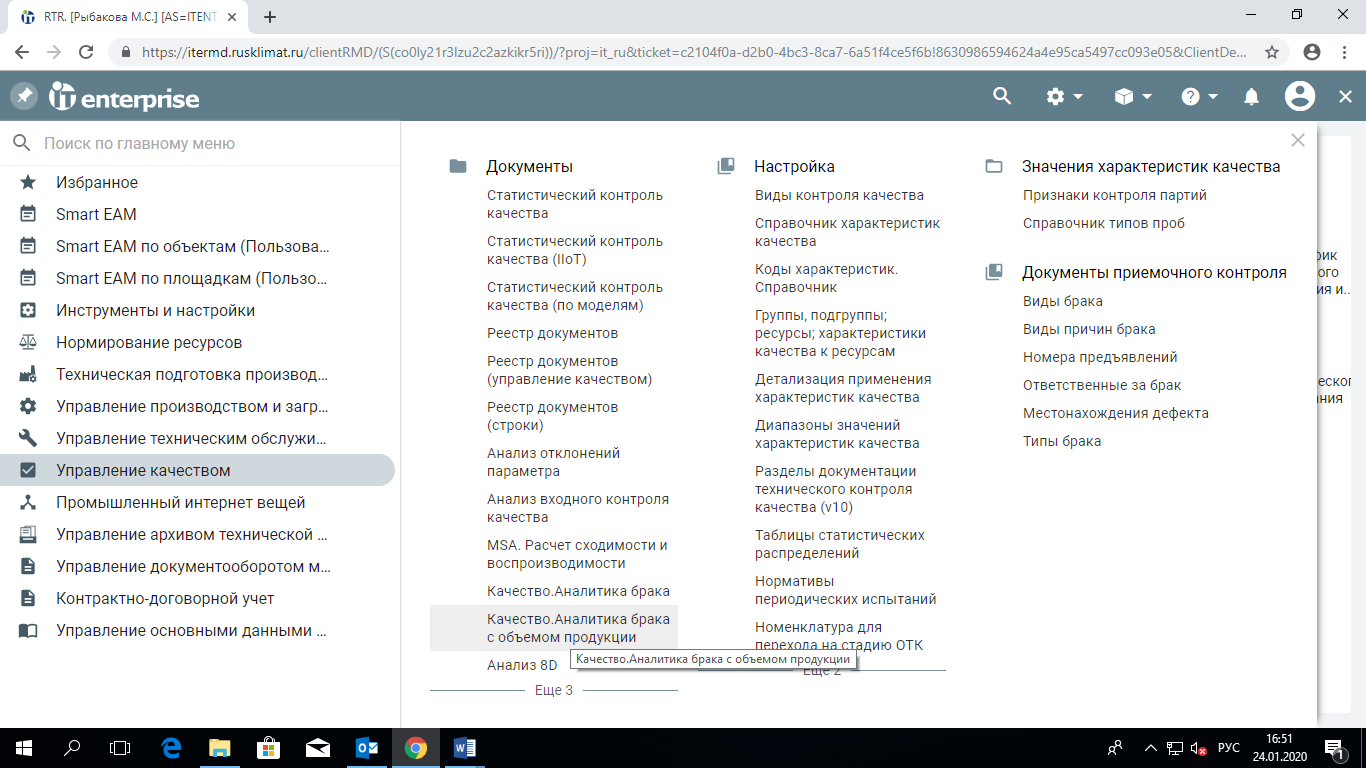 RTR. [Рыбакова М.С.] [AS=ITENT
https://itermd.rusklimat.ru/clientRMD/(S(co0ly21r3lzu2c2azkikr5ri))/?proj=it_ru&ticket=c2104f0a-d2b0-4bc3-8ca7-6a51f4ce5f6b!8630986594624a4e95ca5497cc093e05&ClientDe...
it enterprise
Поиск по главному меню
Избранное
Smart EAM
Smart EAM по объектам (Пользова...
Smart EAM по площадкам (Пользо...
Инструменты и настройки
Нормирование ресурсов
Техническая подготовка производ...
Управление производством и загр...
Управление техническим обслужи...
Управление качеством
Промышленный интернет вещей
Управление архивом технической ...
Управление документооборотом м...
Контрактно-договорной учет
Управление основными данными ...
Документы
Статистический контроль
качества
Статистический контроль
качества (IIoT)
Статистический контроль
качества (по моделям)
Реестр документов
Реестр документов
(управление качеством)
Реестр документов
(строки)
Анализ отклонений
параметра
Анализ входного контроля
качества
MSA. Расчет сходимости и
воспроизводимости
Качество.Аналитика брака
Качество.Аналитика брака
с объемом продукции
Анализ 8D
Еще 3
Качество.Аналитика брака с объемом продукции
Настройка
Виды контроля качества
Справочник характеристик
качества
Коды характеристик.
Справочник
Группы, подгруппы;
ресурсы; характеристики
качества к ресурсам
Детализация применения
характеристик качества
Диапазоны значений
характеристик качества
Разделы документации
технического контроля
качества (v10)
Таблицы статистических
распределений
Нормативы
периодических испытаний
Номенклатура для
перехода на стадию ОТК
Еще 2
Значения характеристик качества
Признаки контроля партий
Справочник типов проб
Документы приемочного контроля
Виды брака
Виды причин брака
Номера предъявлений
Ответственные за брак
Местонахождения дефекта
Типы брака
РУС
16:51
24.01.2020
1